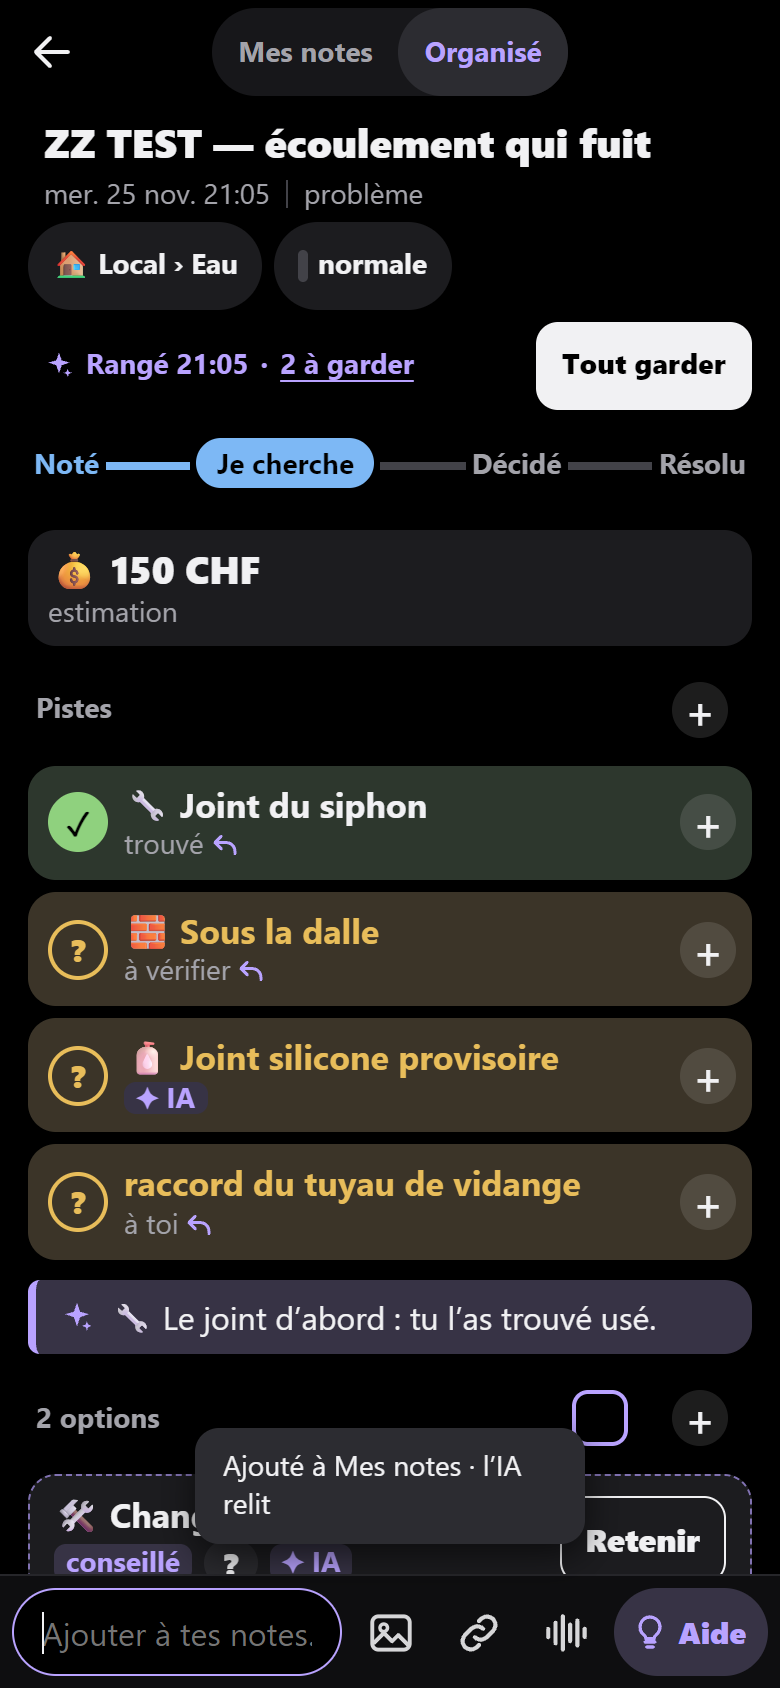 Mes notes
Organisé
ZZ TEST — écoulement qui fuit
mer. 25 nov. 21:05 | problème
Local › Eau
normale
Rangé 21:05 · 2 à garder
Tout garder
Noté
Je cherche
Décidé
Résolu
150 CHF
estimation
Pistes
+
✓
Joint du siphon
trouvé
+
?
Sous la dalle
à vérifier
+
?
Joint silicone provisoire
IA
+
?
raccord du tuyau de vidange
à toi
+
Le joint d’abord : tu l’as trouvé usé.
2 options
+
Ajouté à Mes notes · l’IA
relit
Retenir
conseillé
?
IA
Ajouter à tes notes.
Aide